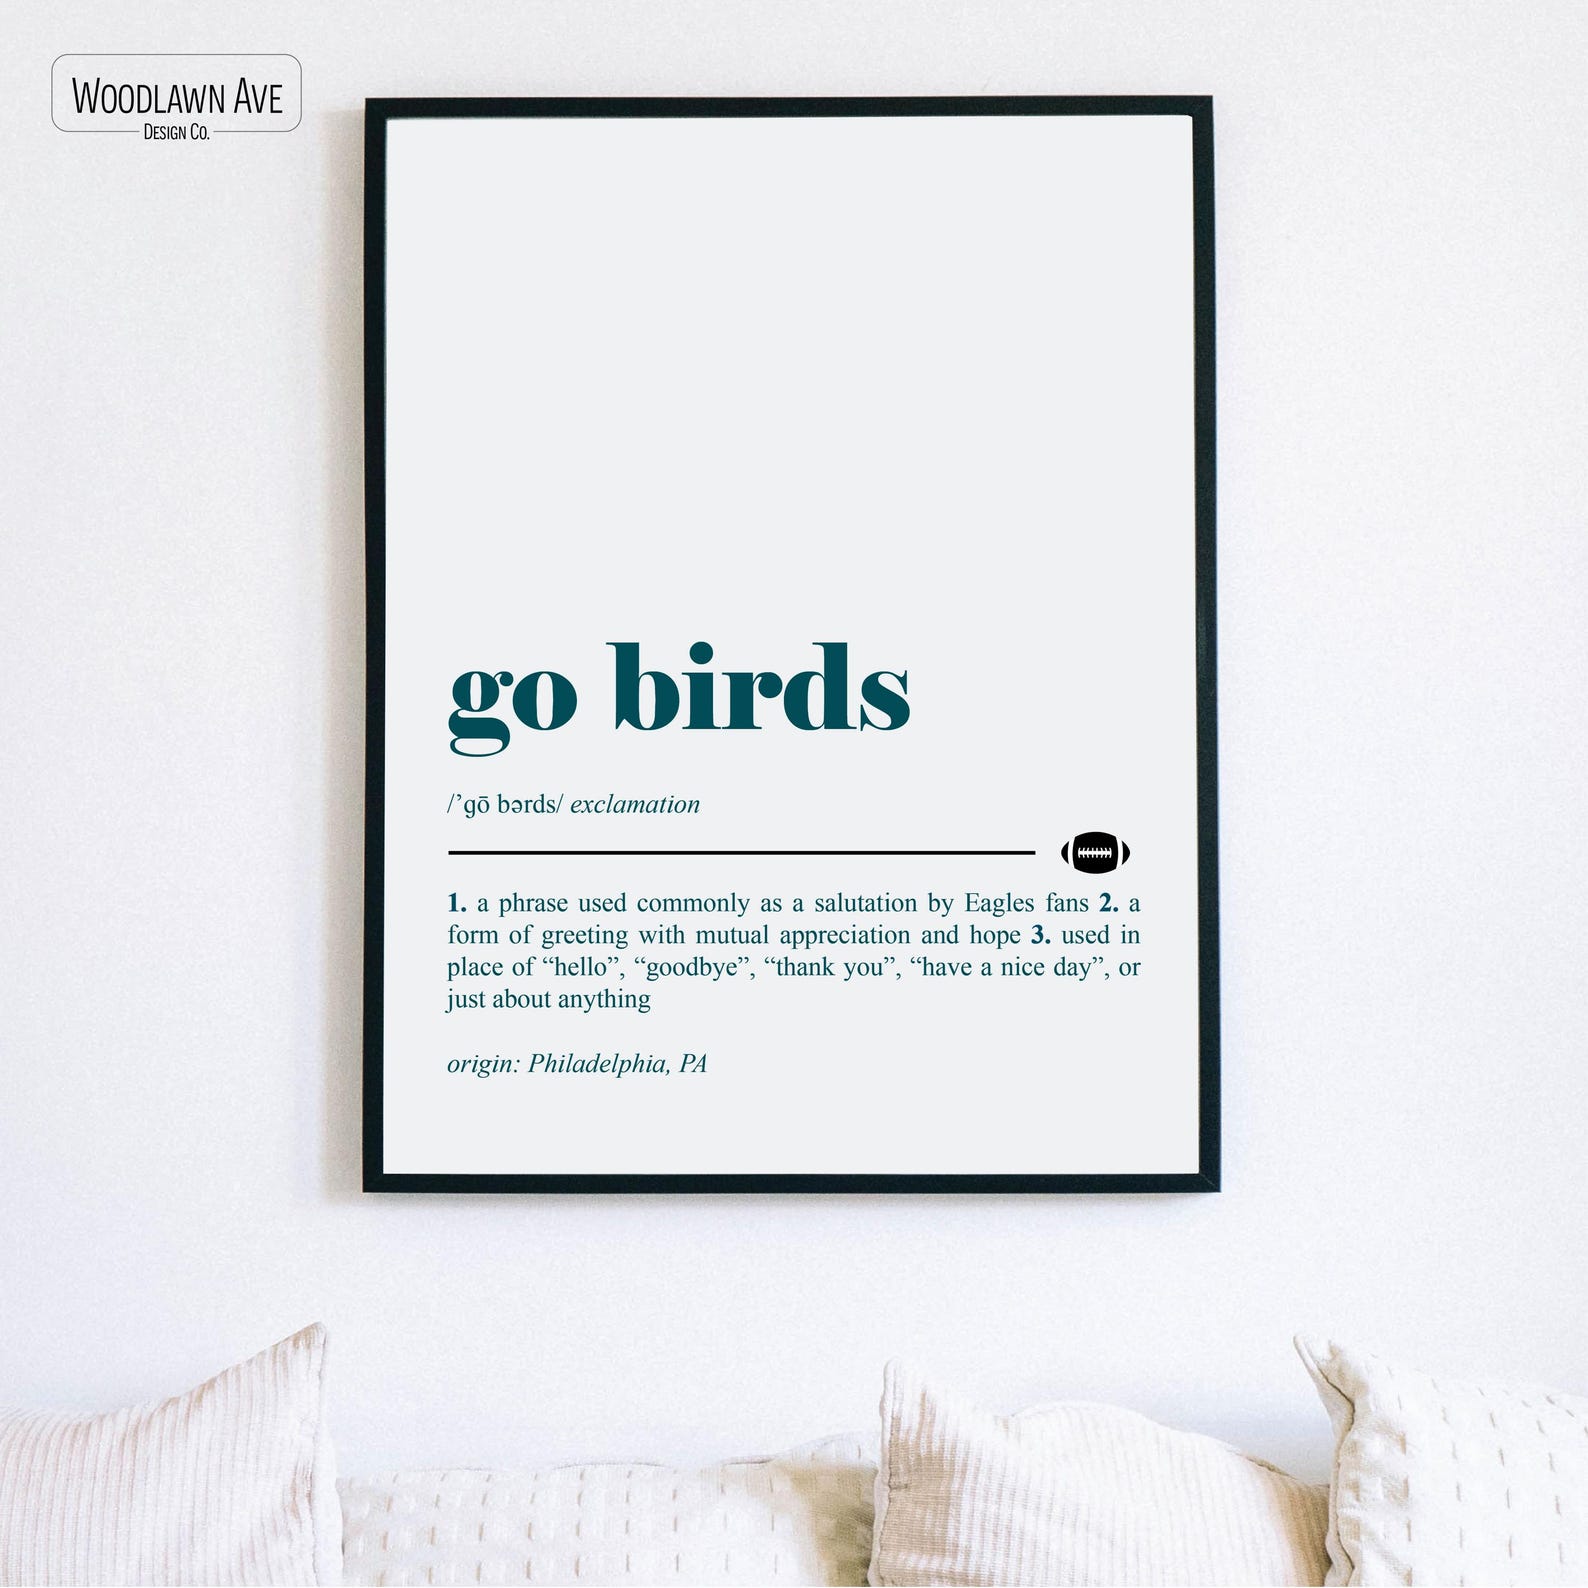 WOODLAWN AVE
DESIGN CO.
go birds
/’gō bərds/ exclamation
1. a phrase used commonly as a salutation by Eagles fans 2. a
form of greeting with mutual appreciation and hope 3. used in
place of “hello”, “goodbye”, “thank you”, “have a nice day”, or
just about anything
origin: Philadelphia, PA